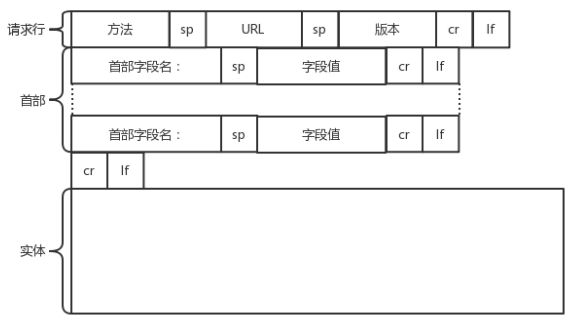 请求行 方法 sp URL sp 版本 cr lf
首部字段名： sp 字段值 cr lf
首部
首部字段名： sp 字段值 cr lf
cr lf
实体